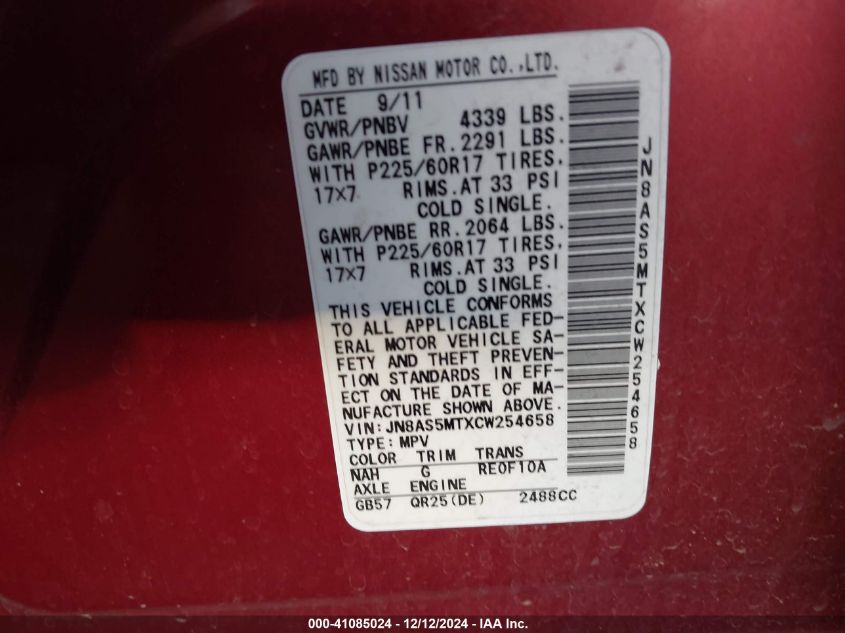 MFD BY NISSAN MOTOR CO.,LTD.
DATE 9/11
GVWR/PNBV 4339 LBS.
GAWR/PNBE FR.2291 LBS.
WITH P225/60R17 TIRES,
17X7 RIMS.AT 33 PSI
COLD SINGLE.
GAWR/PNBE RR.2064 LBS.
WITH P225/60R17 TIRES,
17X7 RIMS.AT 33 PSI
COLD SINGLE.
THIS VEHICLE CONFORMS
TO ALL APPLICABLE FED-
ERAL MOTOR VEHICLE SA-
FETY AND THEFT PREVEN-
TION STANDARDS IN EFF-
ECT ON THE DATE OF MA-
NUFACTURE SHOWN ABOVE.
VIN:JN8AS5MTXCW254658
TYPE:MPV
COLOR TRIM TRANS
NAH G RE0F10A
AXLE ENGINE
GB57 QR25(DE) 2488CC
JN8AS5MTXCW254658
000-41085024 - 12/12/2024 - IAA Inc.